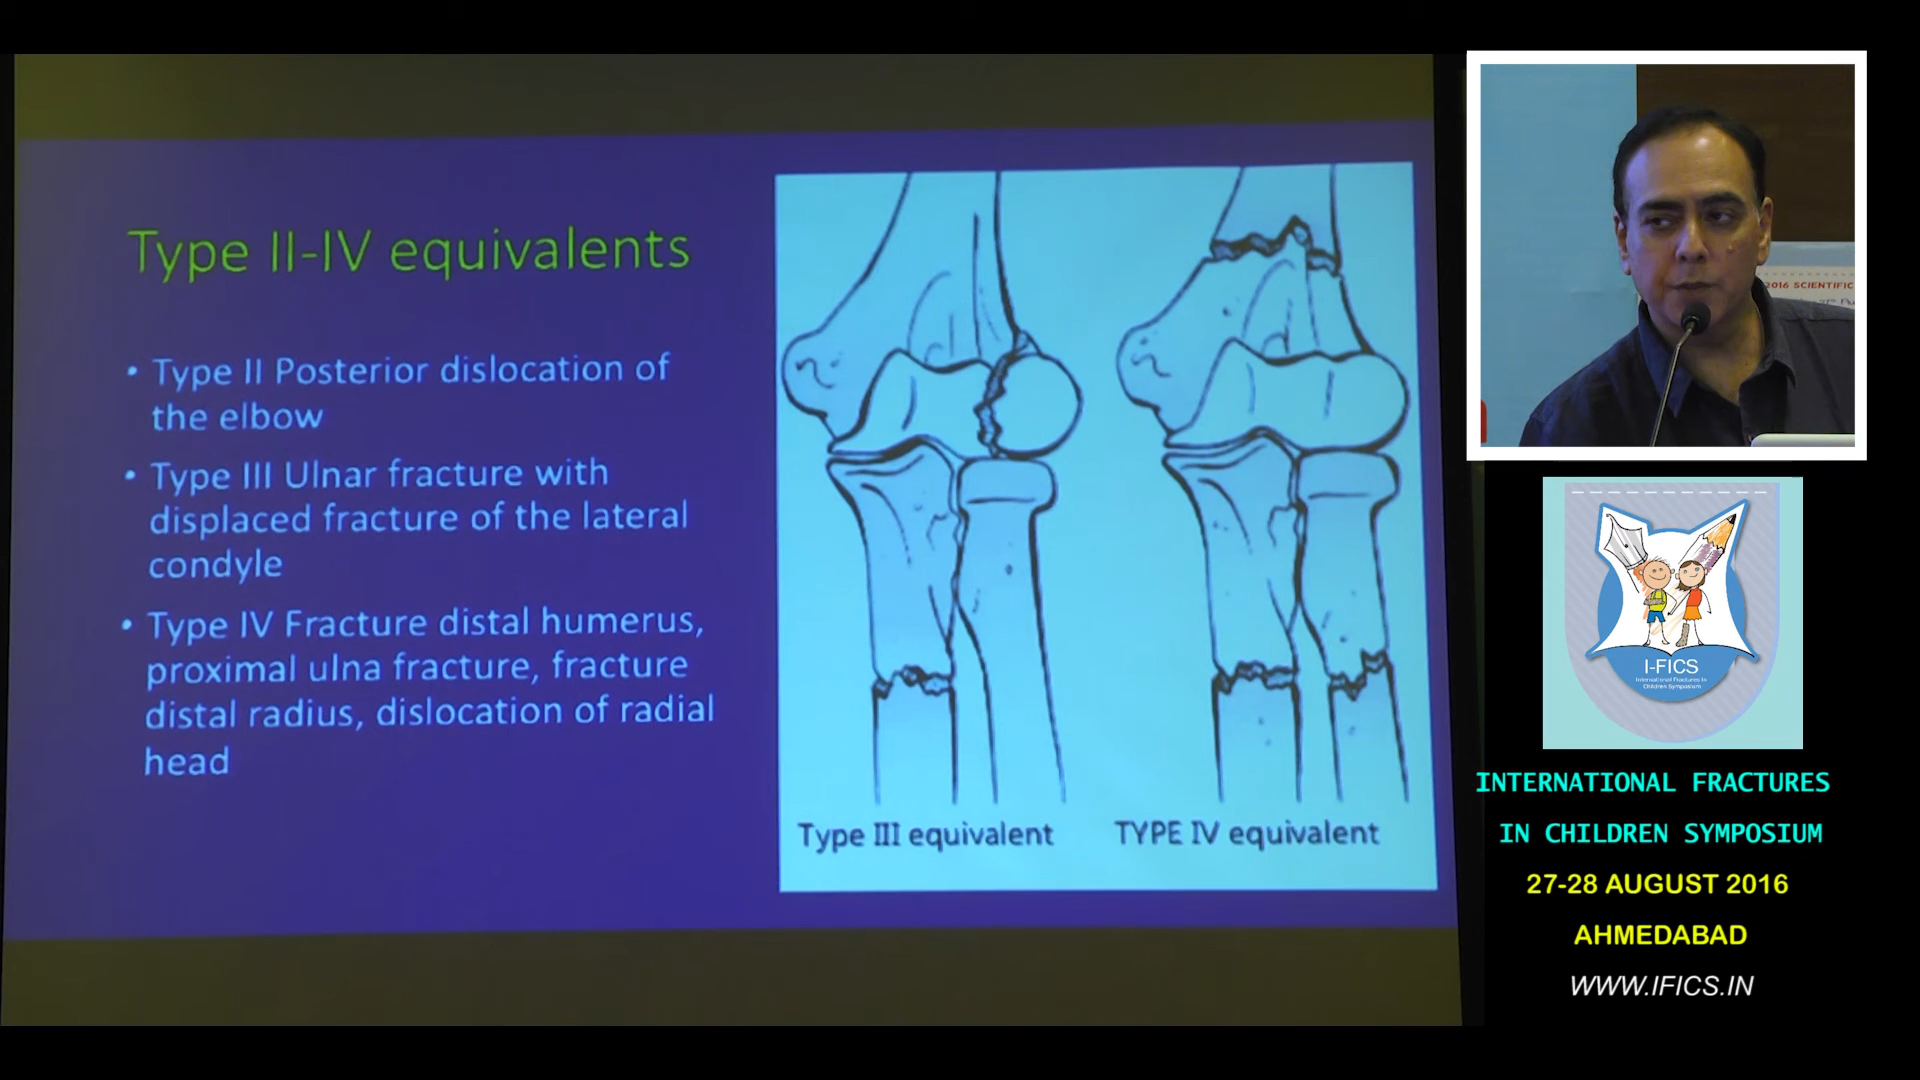 Type II-IV equivalents
• Type II Posterior dislocation of
the elbow
• Type III Ulnar fracture with
displaced fracture of the lateral
condyle
• Type IV Fracture distal humerus,
proximal ulna fracture, fracture
distal radius, dislocation of radial
head
Type III equivalent
TYPE IV equivalent
2016 SCIENTIFIC
I-FICS
International Fractures In
Children Symposium
INTERNATIONAL FRACTURES
IN CHILDREN SYMPOSIUM
27-28 AUGUST 2016
AHMEDABAD
WWW.IFICS.IN